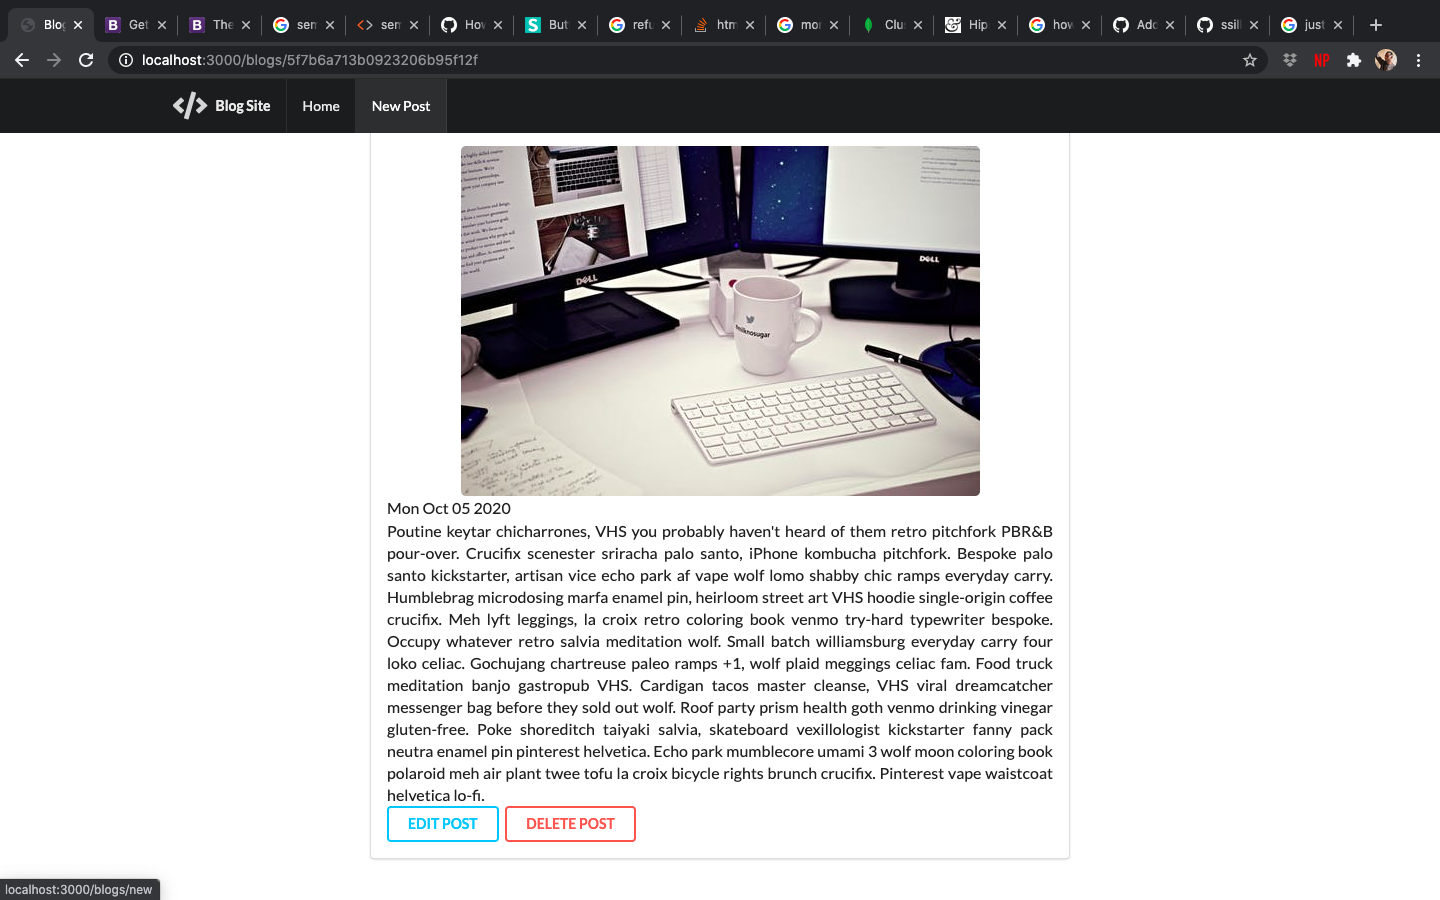 Blog
Get
The
sem
sem
How
But
refu
htm
mor
Clus
Hip
how
Add
ssill
just
localhost:3000/blogs/5f7b6a713b0923206b95f12f
NP
Blog Site
Home
New Post
DELL
DELL
Mon Oct 05 2020
Poutine keytar chicharrones, VHS you probably haven't heard of them retro pitchfork PBR&B
pour-over. Crucifix scenester sriracha palo santo, iPhone kombucha pitchfork. Bespoke palo
santo kickstarter, artisan vice echo park af vape wolf lomo shabby chic ramps everyday carry.
Humblebrag microdosing marfa enamel pin, heirloom street art VHS hoodie single-origin coffee
crucifix. Meh lyft leggings, la croix retro coloring book venmo try-hard typewriter bespoke.
Occupy whatever retro salvia meditation wolf. Small batch williamsburg everyday carry four
loko celiac. Gochujang chartreuse paleo ramps +1, wolf plaid meggings celiac fam. Food truck
meditation banjo gastropub VHS. Cardigan tacos master cleanse, VHS viral dreamcatcher
messenger bag before they sold out wolf. Roof party prism health goth venmo drinking vinegar
gluten-free. Poke shoreditch taiyaki salvia, skateboard vexillologist kickstarter fanny pack
neutra enamel pin pinterest helvetica. Echo park mumblecore umami 3 wolf moon coloring book
polaroid meh air plant twee tofu la croix bicycle rights brunch crucifix. Pinterest vape waistcoat
helvetica lo-fi.
EDIT POST
DELETE POST
localhost:3000/blogs/new